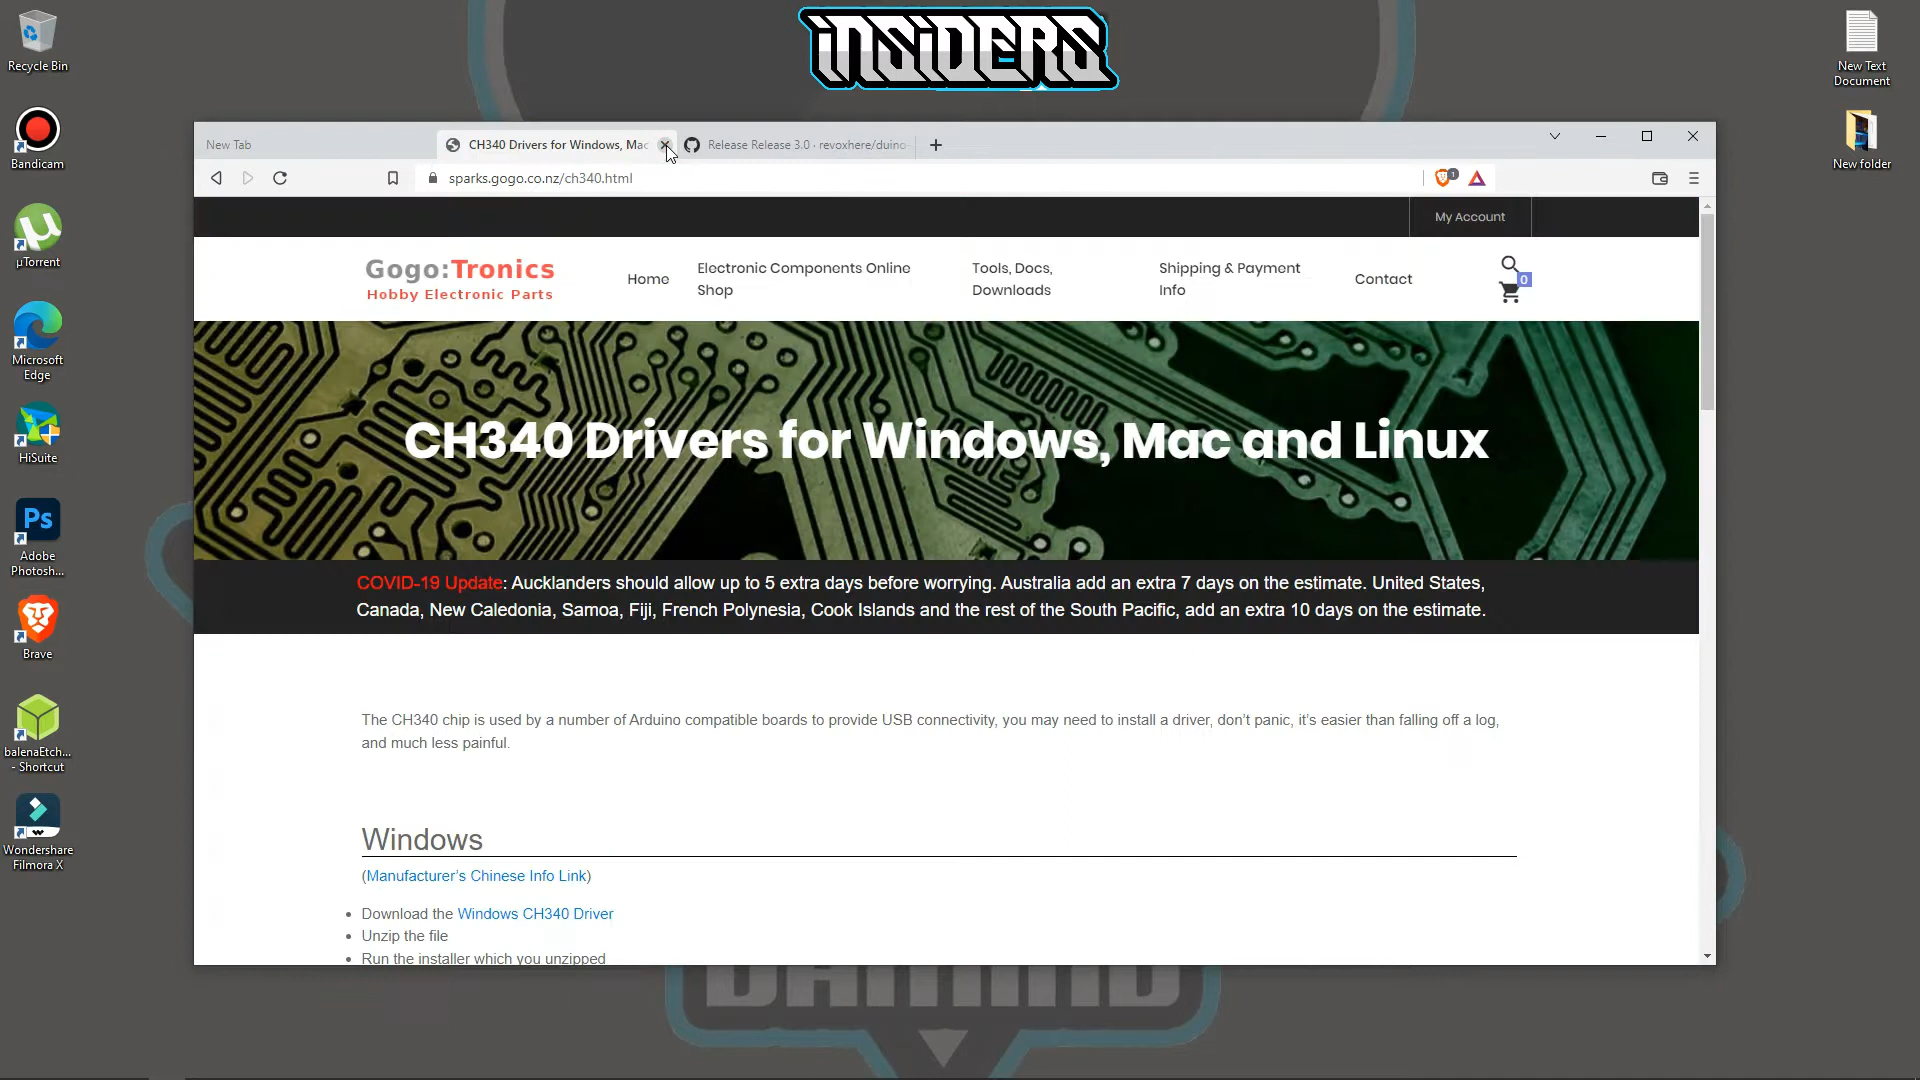 INSIDERS
Recycle Bin
Bandicam
µTorrent
Microsoft
Edge
HiSuite
Ps
Adobe
Photosh...
Brave
balenaEtch...
- Shortcut
Wondershare
Filmora X
New Text
Document
New folder
New Tab
CH340 Drivers for Windows, Mac
Release Release 3.0 · revoxhere/duino-
sparks.gogo.co.nz/ch340.html
1
My Account
Gogo:Tronics
Hobby Electronic Parts
Home
Electronic Components Online
Shop
Tools, Docs,
Downloads
Shipping & Payment
Info
Contact
0
CH340 Drivers for Windows, Mac and Linux
COVID-19 Update: Aucklanders should allow up to 5 extra days before worrying. Australia add an extra 7 days on the estimate. United States,
Canada, New Caledonia, Samoa, Fiji, French Polynesia, Cook Islands and the rest of the South Pacific, add an extra 10 days on the estimate.
The CH340 chip is used by a number of Arduino compatible boards to provide USB connectivity, you may need to install a driver, don’t panic, it’s easier than falling off a log,
and much less painful.
Windows
(Manufacturer’s Chinese Info Link)
Download the Windows CH340 Driver
Unzip the file
Run the installer which you unzipped